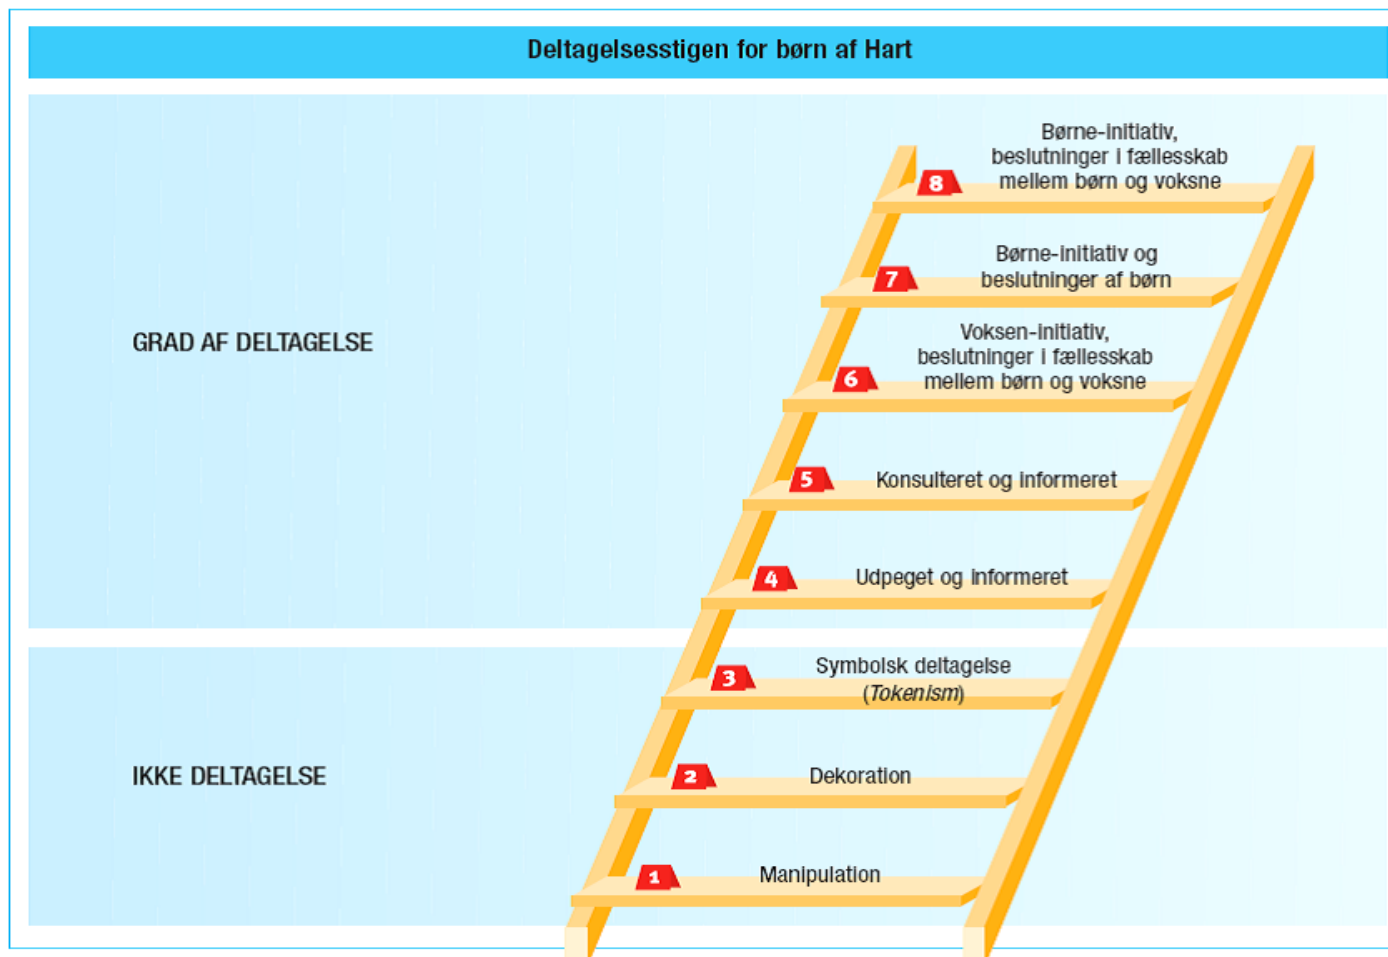 Deltagelsesstigen for børn af Hart
Børne-initiativ,
beslutninger i fællesskab
mellem børn og voksne
8
Børne-initiativ og
beslutninger af børn
7
GRAD AF DELTAGELSE
Voksen-initiativ,
beslutninger i fællesskab
mellem børn og voksne
6
5
Konsulteret og informeret
4
Udpeget og informeret
3
Symbolsk deltagelse
(Tokenism)
IKKE DELTAGELSE
2
Dekoration
1
Manipulation